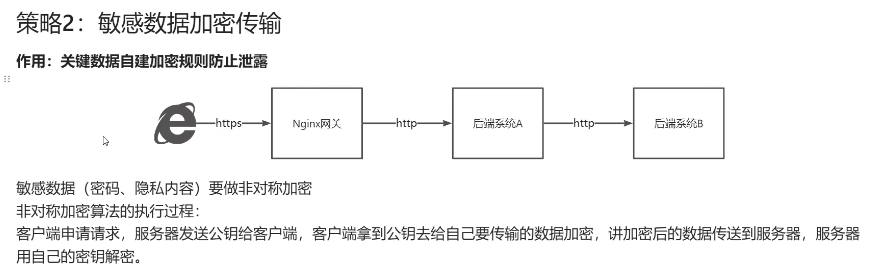 策略2：敏感数据加密传输
作用：关键数据自建加密规则防止泄露
https
Nginx网关
http
后端系统A
http
后端系统B
敏感数据（密码、隐私内容）要做非对称加密
非对称加密算法的执行过程：
客户端申请请求，服务器发送公钥给客户端，客户端拿到公钥去给自己要传输的数据加密，讲加密后的数据传送到服务器，服务器
用自己的密钥解密。